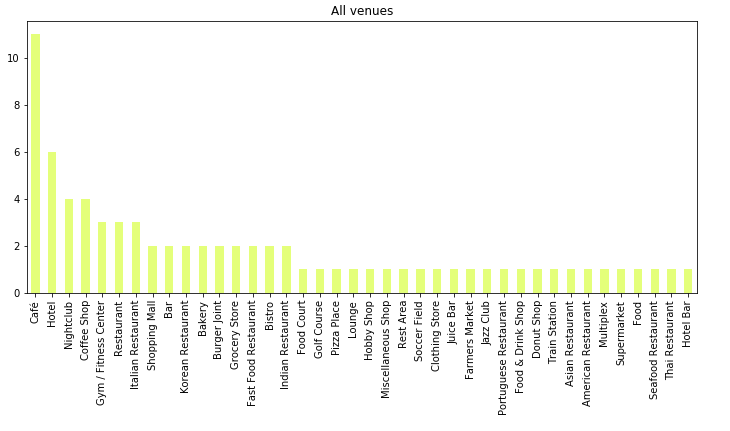 All venues
10
8
6
4
2
0
Café
Hotel
Nightclub
Coffee Shop
Gym / Fitness Center
Restaurant
Italian Restaurant
Shopping Mall
Bar
Korean Restaurant
Bakery
Burger Joint
Grocery Store
Fast Food Restaurant
Bistro
Indian Restaurant
Food Court
Golf Course
Pizza Place
Lounge
Hobby Shop
Miscellaneous Shop
Rest Area
Soccer Field
Clothing Store
Juice Bar
Farmers Market
Jazz Club
Portuguese Restaurant
Food & Drink Shop
Donut Shop
Train Station
Asian Restaurant
American Restaurant
Multiplex
Supermarket
Food
Seafood Restaurant
Thai Restaurant
Hotel Bar